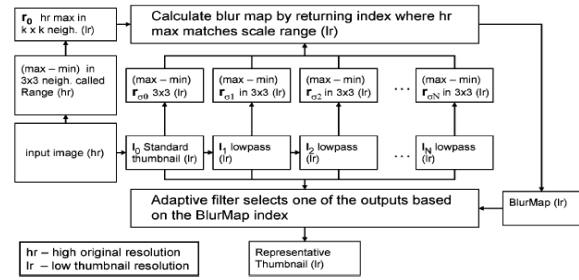 r0 hr max in
k x k neigh. (lr)
Calculate blur map by returning index where hr
max matches scale range (lr)
(max – min) in
3x3 neigh. called
Range (hr)
(max – min)
rσ0 3x3 (lr)
(max – min)
rσ1 in 3x3 (lr)
(max – min)
rσ2 in 3x3 (lr)
...
(max – min)
rσN in 3x3 (lr)
input image (hr)
I0 Standard
thumbnail (lr)
I1 lowpass
(lr)
I2 lowpass
(lr)
...
IN lowpass
(lr)
Adaptive filter selects one of the outputs based
on the BlurMap index
BlurMap (lr)
hr – high original resolution
lr – low thumbnail resolution
Representative
Thumbnail (lr)